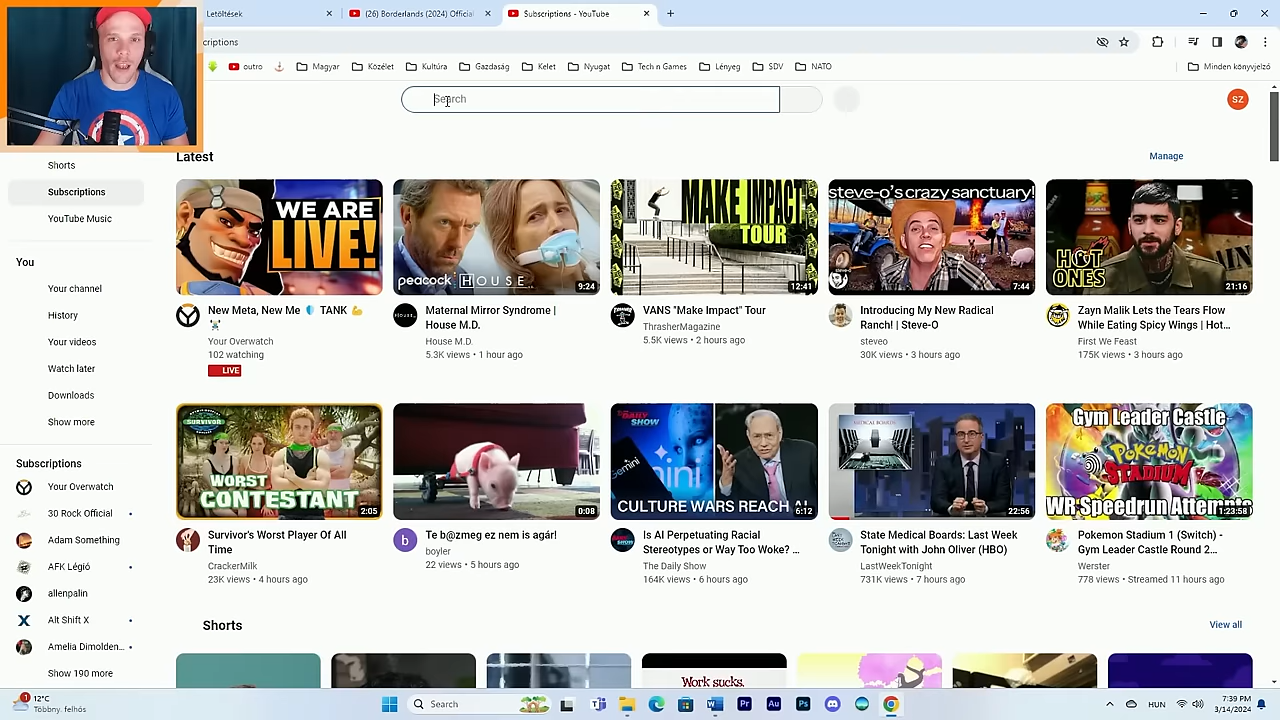 Letöltések
(26) Borderlands (2024) Official
Subscriptions - YouTube
criptions
outro
Magyar
Közélet
Kultúra
Gazdaság
Kelet
Nyugat
Tech n Games
Lényeg
SDV
Minden könyvjelző
Search
SZ
Latest
Manage
Shorts
Subscriptions
YouTube Music
You
Your channel
History
Your videos
Watch later
Downloads
Show more
Subscriptions
Your Overwatch
30 Rock Official
Adam Something
AFK Légió
allenpalin
Alt Shift X
Amelia Dimolden...
Show 190 more
WE ARE
LIVE!
New Meta, New Me TANK
Your Overwatch
102 watching
LIVE
peacock HOUSE
9:24
Maternal Mirror Syndrome |
House M.D.
House M.D.
5.3K views • 1 hour ago
MAKE IMPACT
TOUR
12:41
VANS "Make Impact" Tour
ThrasherMagazine
5.5K views • 2 hours ago
steve-o's crazy sanctuary!
7:44
Introducing My New Radical
Ranch! | Steve-O
steveo
30K views • 3 hours ago
HOT
ONES
21:16
Zayn Malik Lets the Tears Flow
While Eating Spicy Wings | Hot...
First We Feast
175K views • 3 hours ago
SURVIVOR
WORST
CONTESTANT
2:05
Survivor's Worst Player Of All
Time
CrackerMilk
23K views • 4 hours ago
0:08
Te b@zmeg ez nem is agár!
boyler
22 views • 5 hours ago
THE DAILY
SHOW
CULTURE WARS REACH AI
6:12
Is AI Perpetuating Racial
Stereotypes or Way Too Woke? ...
The Daily Show
164K views • 6 hours ago
MEDICAL BOARDS
22:56
State Medical Boards: Last Week
Tonight with John Oliver (HBO)
LastWeekTonight
731K views • 7 hours ago
Gym Leader Castle
POKéMON
STADIUM
WR Speedrun Attempts
1:23:58
Pokemon Stadium 1 (Switch) -
Gym Leader Castle Round 2...
Werster
778 views • Streamed 11 hours ago
Shorts
View all
Work sucks.
1
12°C
Többny. felhős
Search
HUN
7:39 PM
3/14/2024